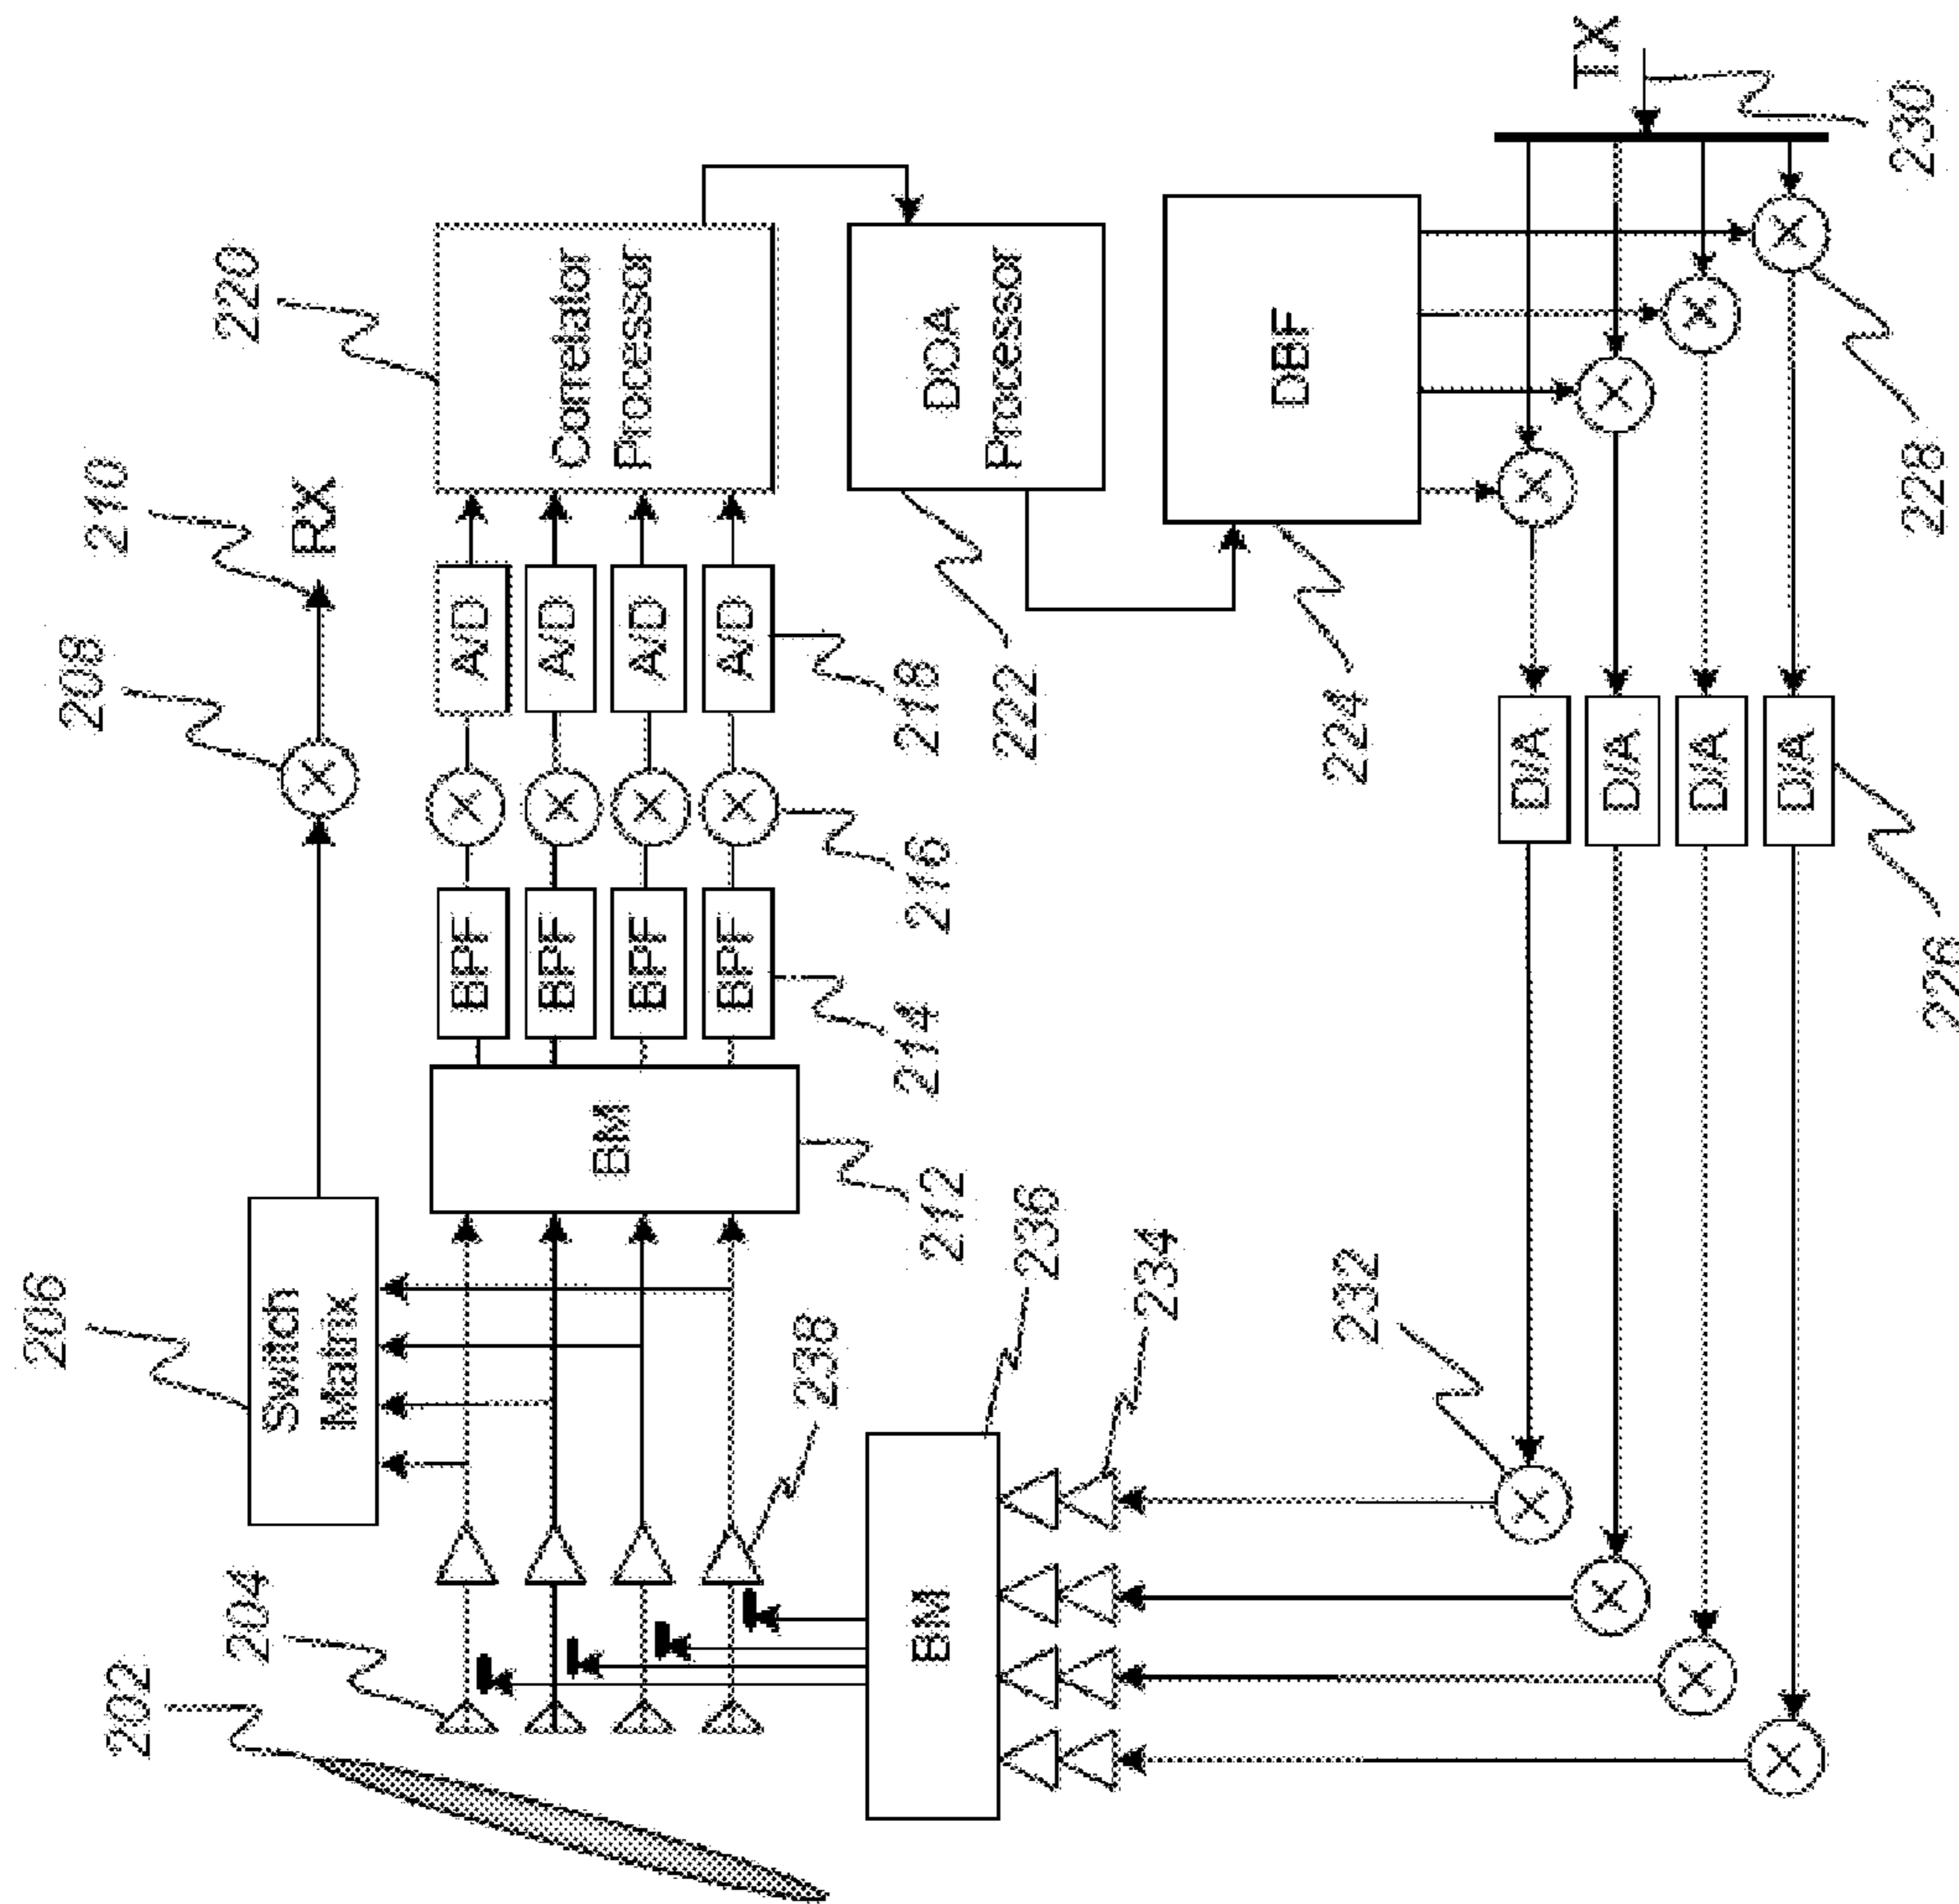 202
204
206
Switch
Matrix
208
210
RX
238
BM
212
BPF
BPF
BPF
BPF
214
216
A/D
A/D
A/D
A/D
218
220
Correlator
Processor
DOA
Processor
222
DBF
224
TX
230
228
D/A
D/A
D/A
D/A
226
232
234
236
BM